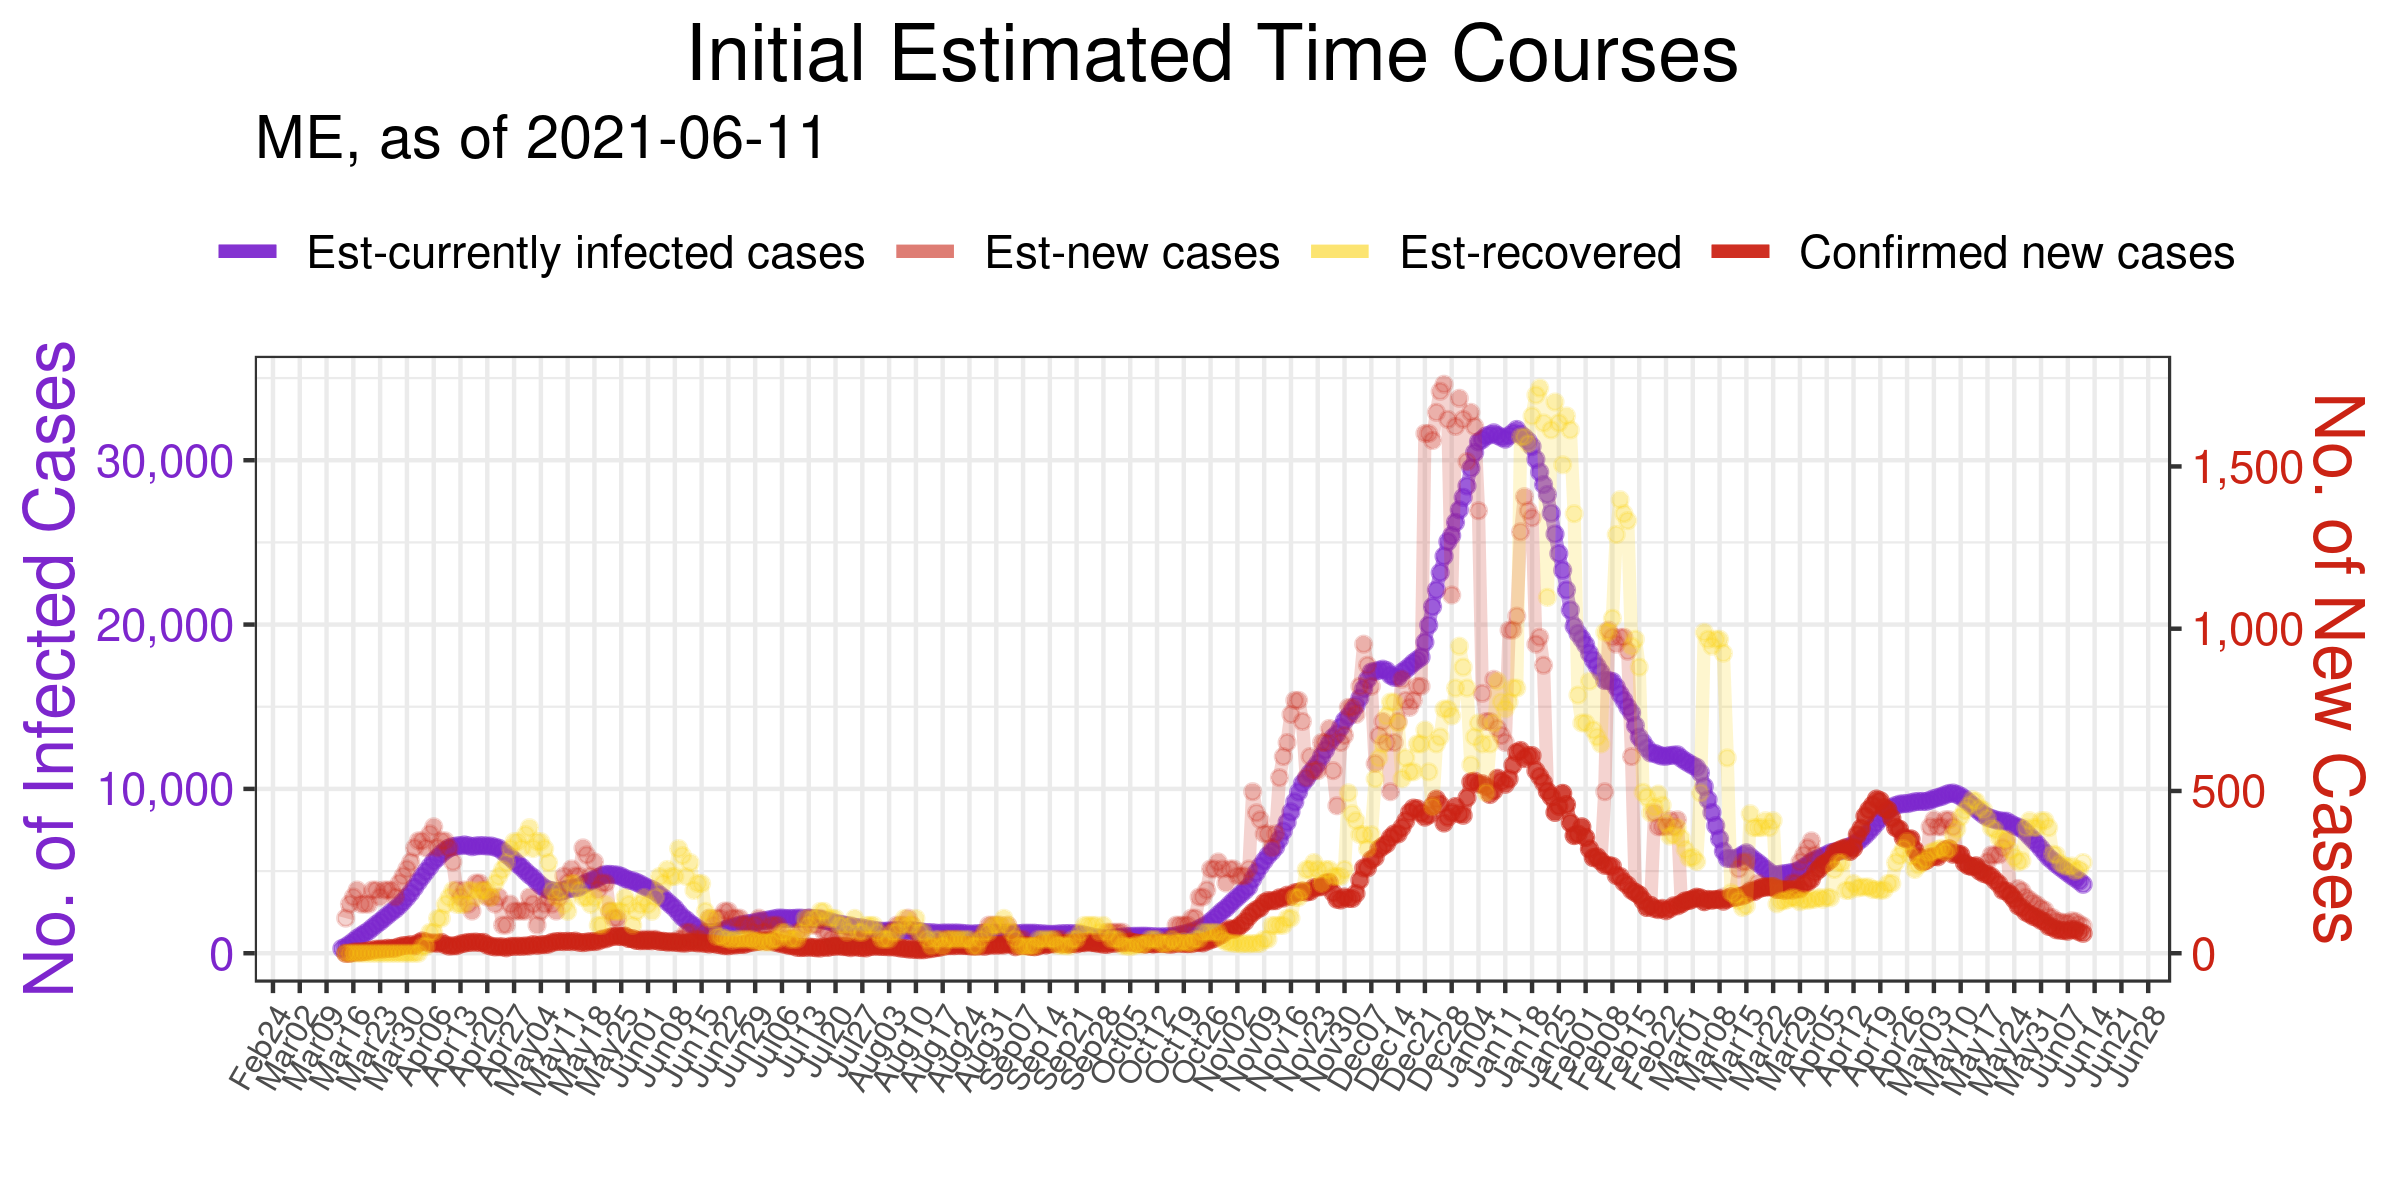 Initial Estimated Time Courses
ME, as of 2021-06-11
Est-currently infected cases
Est-new cases
Est-recovered
Confirmed new cases
No. of Infected Cases
30,000
20,000
10,000
0
No. of New Cases
1,500
1,000
500
0
Feb24
Mar02
Mar09
Mar16
Mar23
Mar30
Apr06
Apr13
Apr20
Apr27
May04
May11
May18
May25
Jun01
Jun08
Jun15
Jun22
Jun29
Jul06
Jul13
Jul20
Jul27
Aug03
Aug10
Aug17
Aug24
Aug31
Sep07
Sep14
Sep21
Sep28
Oct05
Oct12
Oct19
Oct26
Nov02
Nov09
Nov16
Nov23
Nov30
Dec07
Dec14
Dec21
Dec28
Jan04
Jan11
Jan18
Jan25
Feb01
Feb08
Feb15
Feb22
Mar01
Mar08
Mar15
Mar22
Mar29
Apr05
Apr12
Apr19
Apr26
May03
May10
May17
May24
May31
Jun07
Jun14
Jun21
Jun28